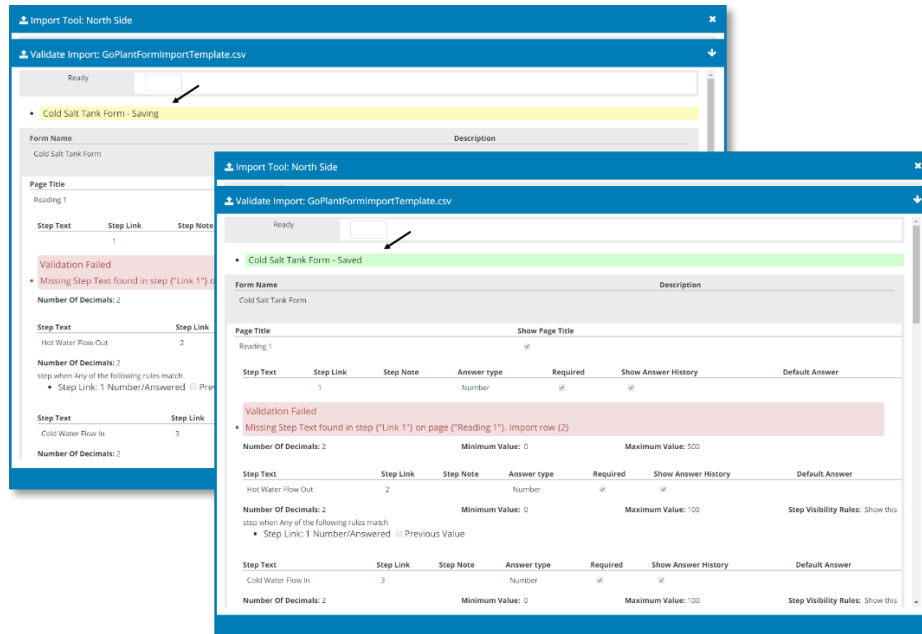 Import Tool: North Side
Validate Import: GoPlantFormImportTemplate.csv
Ready
Cold Salt Tank Form - Saving
Form Name Description
Cold Salt Tank Form
Page Title
Reading 1
Step Text Step Link Step Note
1
Validation Failed
Missing Step Text found in step {"Link 1"}
Number Of Decimals: 2
Step Text Step Link
Hot Water Flow Out 2
Number Of Decimals: 2
step when Any of the following rules match
Step Link: 1 Number/Answered
Step Text Step Link
Cold Water Flow In 3
Number Of Decimals: 2
Import Tool: North Side
Validate Import: GoPlantFormImportTemplate.csv
Ready
Cold Salt Tank Form - Saved
Form Name Description
Cold Salt Tank Form
Page Title Show Page Title
Reading 1
Step Text Step Link Step Note Answer type Required Show Answer History Default Answer
1 Number
Validation Failed
Missing Step Text found in step {"Link 1"} on page {"Reading 1"}. Import row {2}
Number Of Decimals: 2 Minimum Value: 0 Maximum Value: 500
Step Text Step Link Step Note Answer type Required Show Answer History Default Answer
Hot Water Flow Out 2 Number
Number Of Decimals: 2 Minimum Value: 0 Maximum Value: 100 Step Visibility Rules: Show this
step when Any of the following rules match
Step Link: 1 Number/Answered Previous Value
Step Text Step Link Step Note Answer type Required Show Answer History Default Answer
Cold Water Flow In 3 Number
Number Of Decimals: 2 Minimum Value: 0 Maximum Value: 100 Step Visibility Rules: Show this